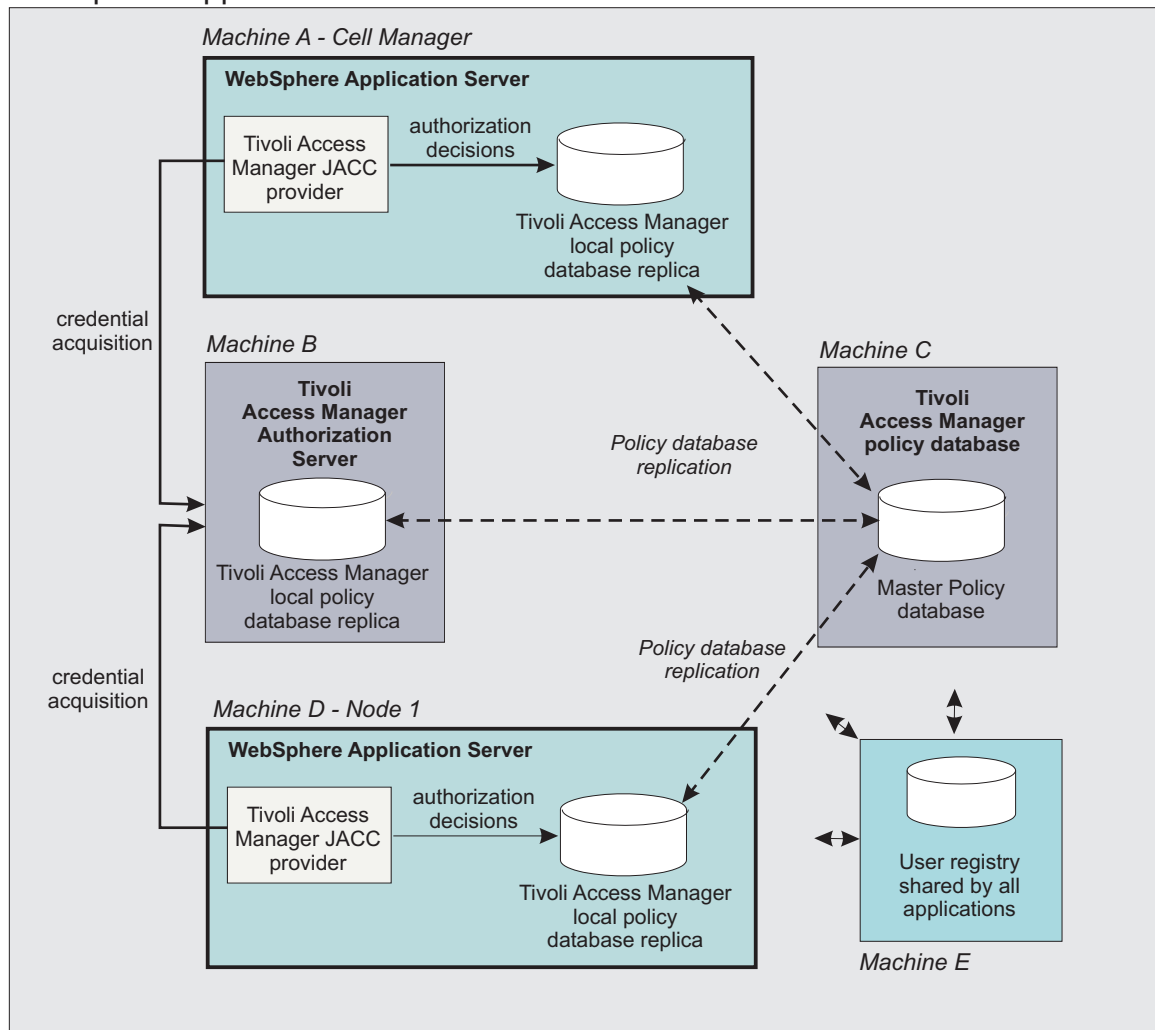 Machine A - Cell Manager
WebSphere Application Server
Tivoli Access
Manager JACC
provider
authorization
decisions
Tivoli Access Manager
local policy
database replica
credential
acquisition
Machine B
Tivoli
Access Manager
Authorization
Server
Tivoli Access Manager
local policy
database replica
Policy database
replication
Machine C
Tivoli
Access Manager
policy database
Master Policy
database
credential
acquisition
Policy database
replication
Machine D - Node 1
WebSphere Application Server
Tivoli Access
Manager JACC
provider
authorization
decisions
Tivoli Access Manager
local policy
database replica
User registry
shared by all
applications
Machine E